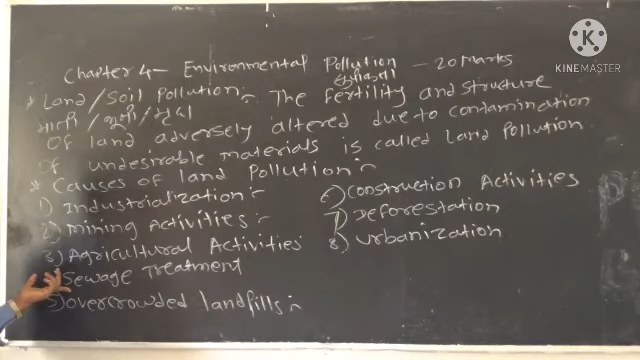 KINEMASTER
Chapter 4- Environmental Pollution - 20 Marks
* Land/Soil Pollution:- The Fertility and structure
of land adversely altered due to contamination
of undesirable materials is called Land Pollution.
* Causes of land Pollution:-
1) Industrialization:-
2) Mining Activities:-
3) Agricultural Activities
Sewage Treatment
5) overcrowded landfills:-
6) Construction Activities
7) Deforestation
8) Urbanization